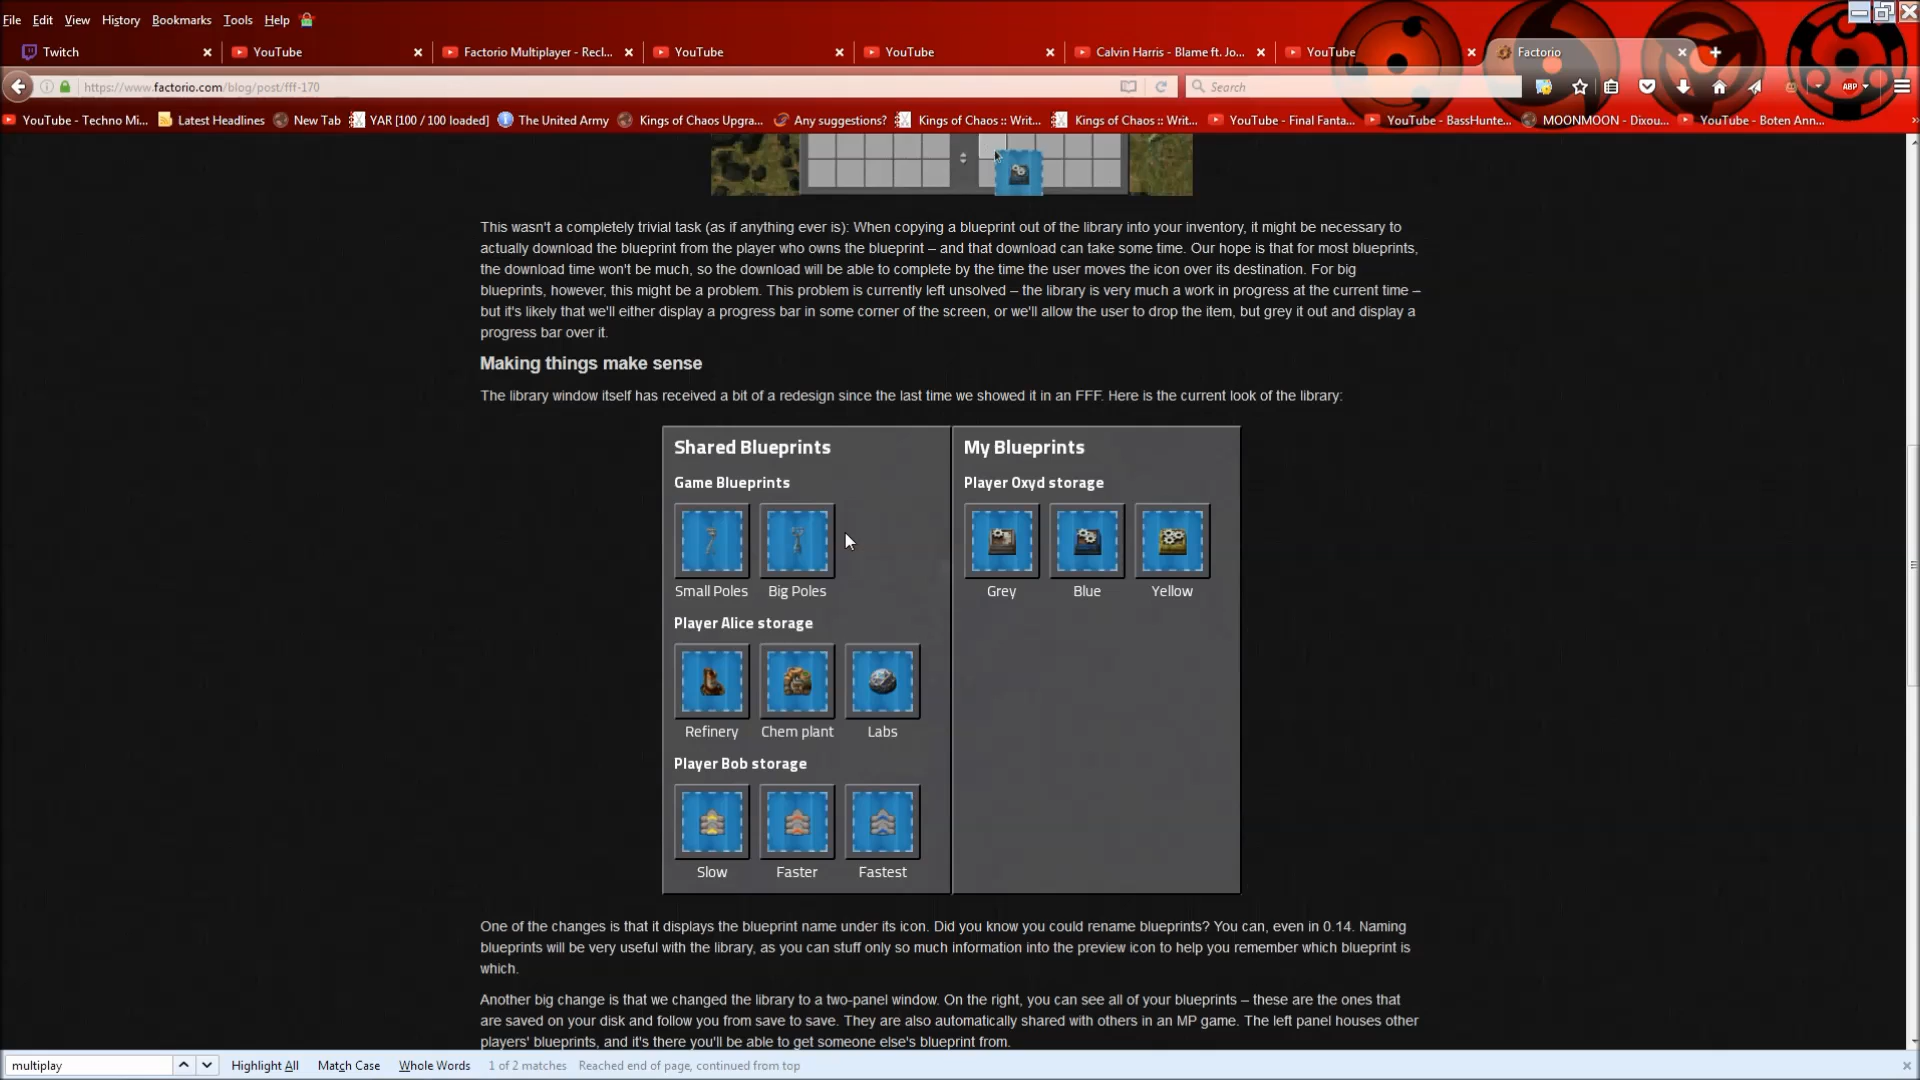 File Edit View History Bookmarks Tools Help
Twitch YouTube Factorio Multiplayer - Recl... YouTube YouTube Calvin Harris - Blame ft. Jo... YouTube Factorio
https://www.factorio.com/blog/post/fff-170 Search ABP
YouTube - Techno Mi... Latest Headlines New Tab YAR [100 / 100 loaded] The United Army Kings of Chaos Upgra... Any suggestions? Kings of Chaos :: Writ... Kings of Chaos :: Writ... YouTube - Final Fanta... YouTube - BassHunte... MOONMOON - Dixou... YouTube - Boten Ann...
This wasn't a completely trivial task (as if anything ever is): When copying a blueprint out of the library into your inventory, it might be necessary to
actually download the blueprint from the player who owns the blueprint – and that download can take some time. Our hope is that for most blueprints,
the download time won't be much, so the download will be able to complete by the time the user moves the icon over its destination. For big
blueprints, however, this might be a problem. This problem is currently left unsolved – the library is very much a work in progress at the current time –
but it's likely that we'll either display a progress bar in some corner of the screen, or we'll allow the user to drop the item, but grey it out and display a
progress bar over it.
Making things make sense
The library window itself has received a bit of a redesign since the last time we showed it in an FFF. Here is the current look of the library:
Shared Blueprints
Game Blueprints
Small Poles Big Poles
Player Alice storage
Refinery Chem plant Labs
Player Bob storage
Slow Faster Fastest
My Blueprints
Player Oxyd storage
Grey Blue Yellow
One of the changes is that it displays the blueprint name under its icon. Did you know you could rename blueprints? You can, even in 0.14. Naming
blueprints will be very useful with the library, as you can stuff only so much information into the preview icon to help you remember which blueprint is
which.
Another big change is that we changed the library to a two-panel window. On the right, you can see all of your blueprints – these are the ones that
are saved on your disk and follow you from save to save. They are also automatically shared with others in an MP game. The left panel houses other
players' blueprints, and it's there you'll be able to get someone else's blueprint from.
multiplay Highlight All Match Case Whole Words 1 of 2 matches Reached end of page, continued from top